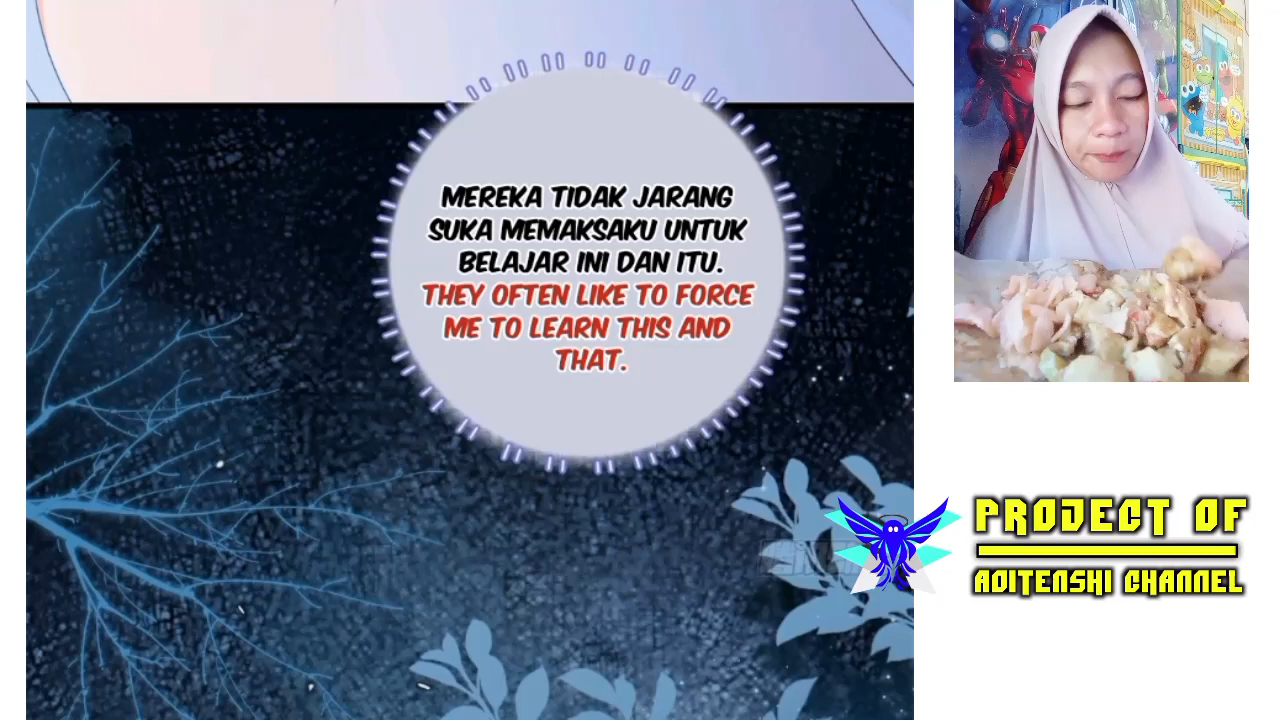 MEREKA TIDAK JARANG
SUKA MEMAKSAKU UNTUK
BELAJAR INI DAN ITU.
THEY OFTEN LIKE TO FORCE
ME TO LEARN THIS AND
THAT.
PROJECT OF
AOITENSHI CHANNEL